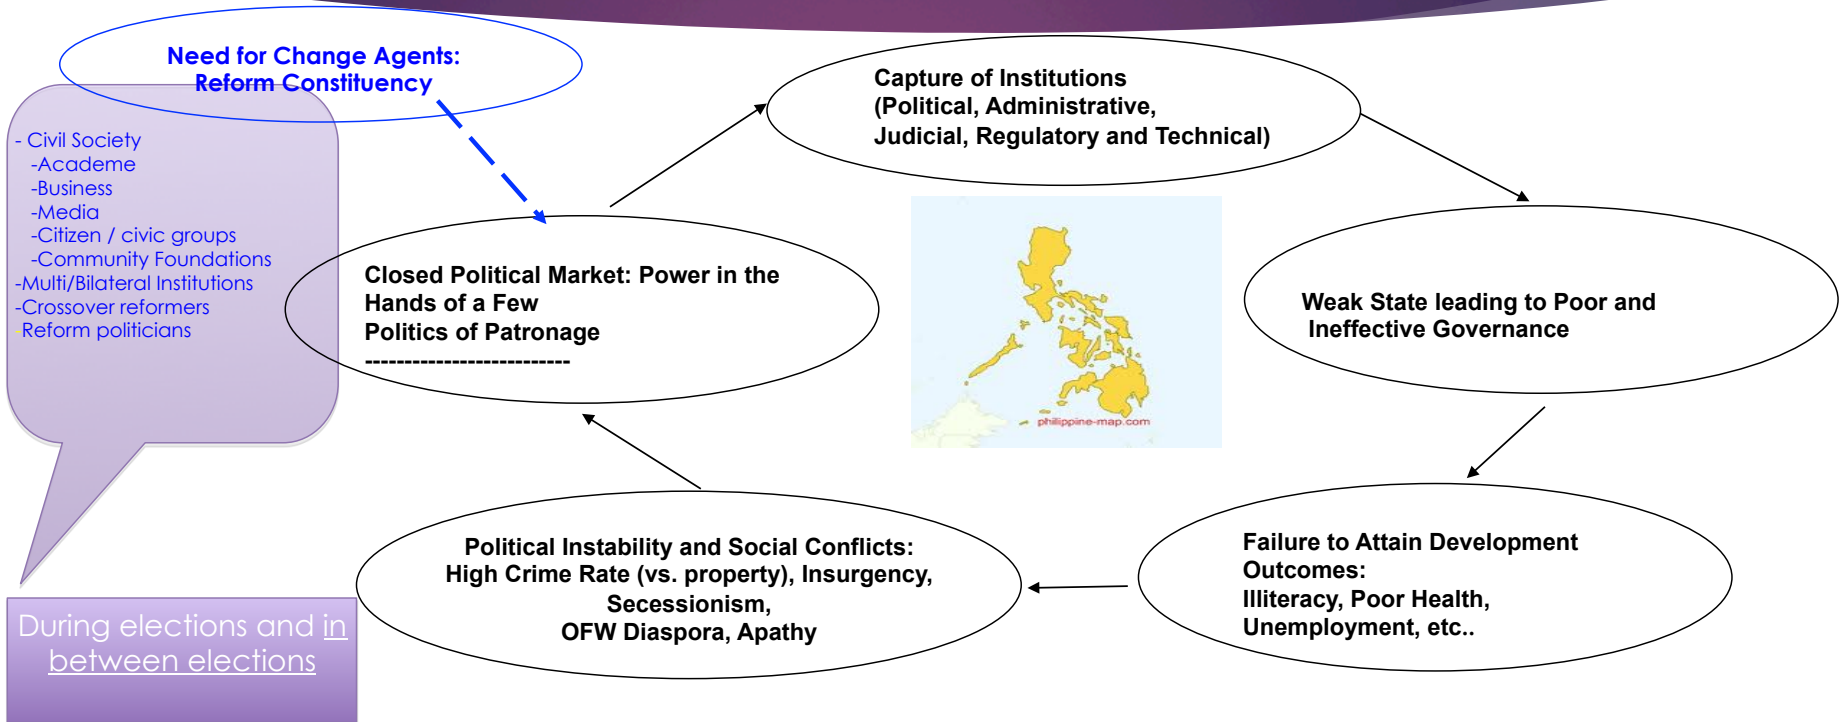 Need for Change Agents:
Reform Constituency
- Civil Society
-Academe
-Business
-Media
-Citizen / civic groups
-Community Foundations
-Multi/Bilateral Institutions
-Crossover reformers
-Reform politicians
During elections and in
between elections
Capture of Institutions
(Political, Administrative,
Judicial, Regulatory and Technical)
Closed Political Market: Power in the
Hands of a Few
Politics of Patronage
--------------------------
philippine-map.com
Weak State leading to Poor and
Ineffective Governance
Political Instability and Social Conflicts:
High Crime Rate (vs. property), Insurgency,
Secessionism,
OFW Diaspora, Apathy
Failure to Attain Development
Outcomes:
Illiteracy, Poor Health,
Unemployment, etc..